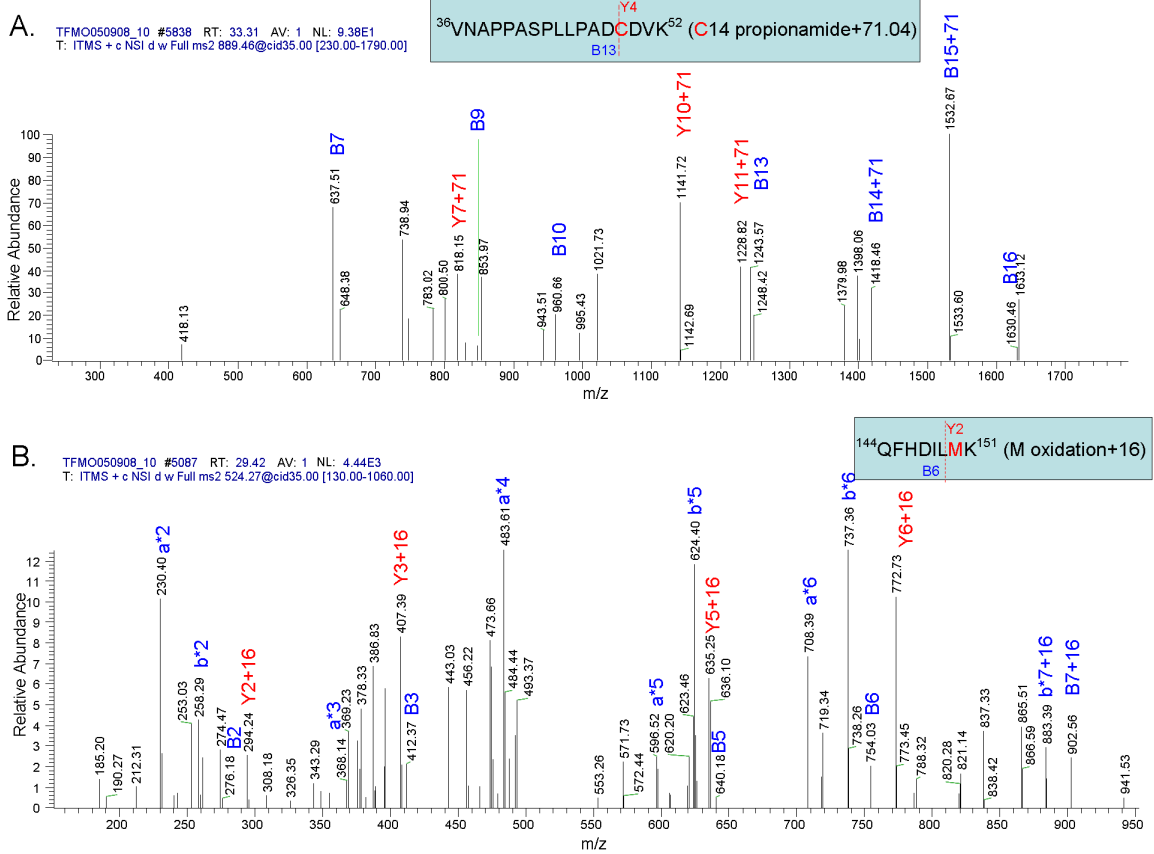 A.
TFMO050908_10 #5838 RT: 33.31 AV: 1 NL: 9.38E1
T: ITMS + c NSI d w Full ms2 889.46@cid35.00 [230.00-1790.00]
Y4
36VNAPPASPLLPADCDVK52 (C14 propionamide+71.04)
B13
Relative Abundance
100
90
80
70
60
50
40
30
20
10
0
418.13
B7
637.51
648.38
738.94
783.02
800.50
Y7+71
818.15
B9
853.97
943.51
B10
960.66
995.43
1021.73
Y10+71
1141.72
1142.69
Y11+71
1228.82
B13
1243.57
1248.42
1379.98
1398.06
B14+71
1418.46
B15+71
1532.67
1533.60
1630.46
B16
1633.12
300 400 500 600 700 800 900 1000 1100 1200 1300 1400 1500 1600 1700
m/z
B.
TFMO050908_10 #5087 RT: 29.42 AV: 1 NL: 4.44E3
T: ITMS + c NSI d w Full ms2 524.27@cid35.00 [130.00-1060.00]
Y2
144QFHDILMK151 (M oxidation+16)
B6
Relative Abundance
12
11
10
9
8
7
6
5
4
3
2
1
0
185.20
190.27
212.31
a*2
230.40
253.03
b*2
258.29
274.47
276.18
B2
Y2+16
294.24
308.18
326.35
343.29
a*3
368.14
369.23
378.33
386.83
Y3+16
407.39
B3
412.37
443.03
456.22
473.66
a*4
483.61
484.44
493.37
553.26
571.73
572.44
a*5
596.52
620.20
623.46
b*5
624.40
Y5+16
635.25
636.10
B5
640.18
a*6
708.39
719.34
b*6
737.36
738.26
B6
754.03
Y6+16
772.73
773.45
788.32
820.28
821.14
837.33
838.42
865.51
866.59
b*7+16
883.39
B7+16
902.56
941.53
200 250 300 350 400 450 500 550 600 650 700 750 800 850 900 950
m/z